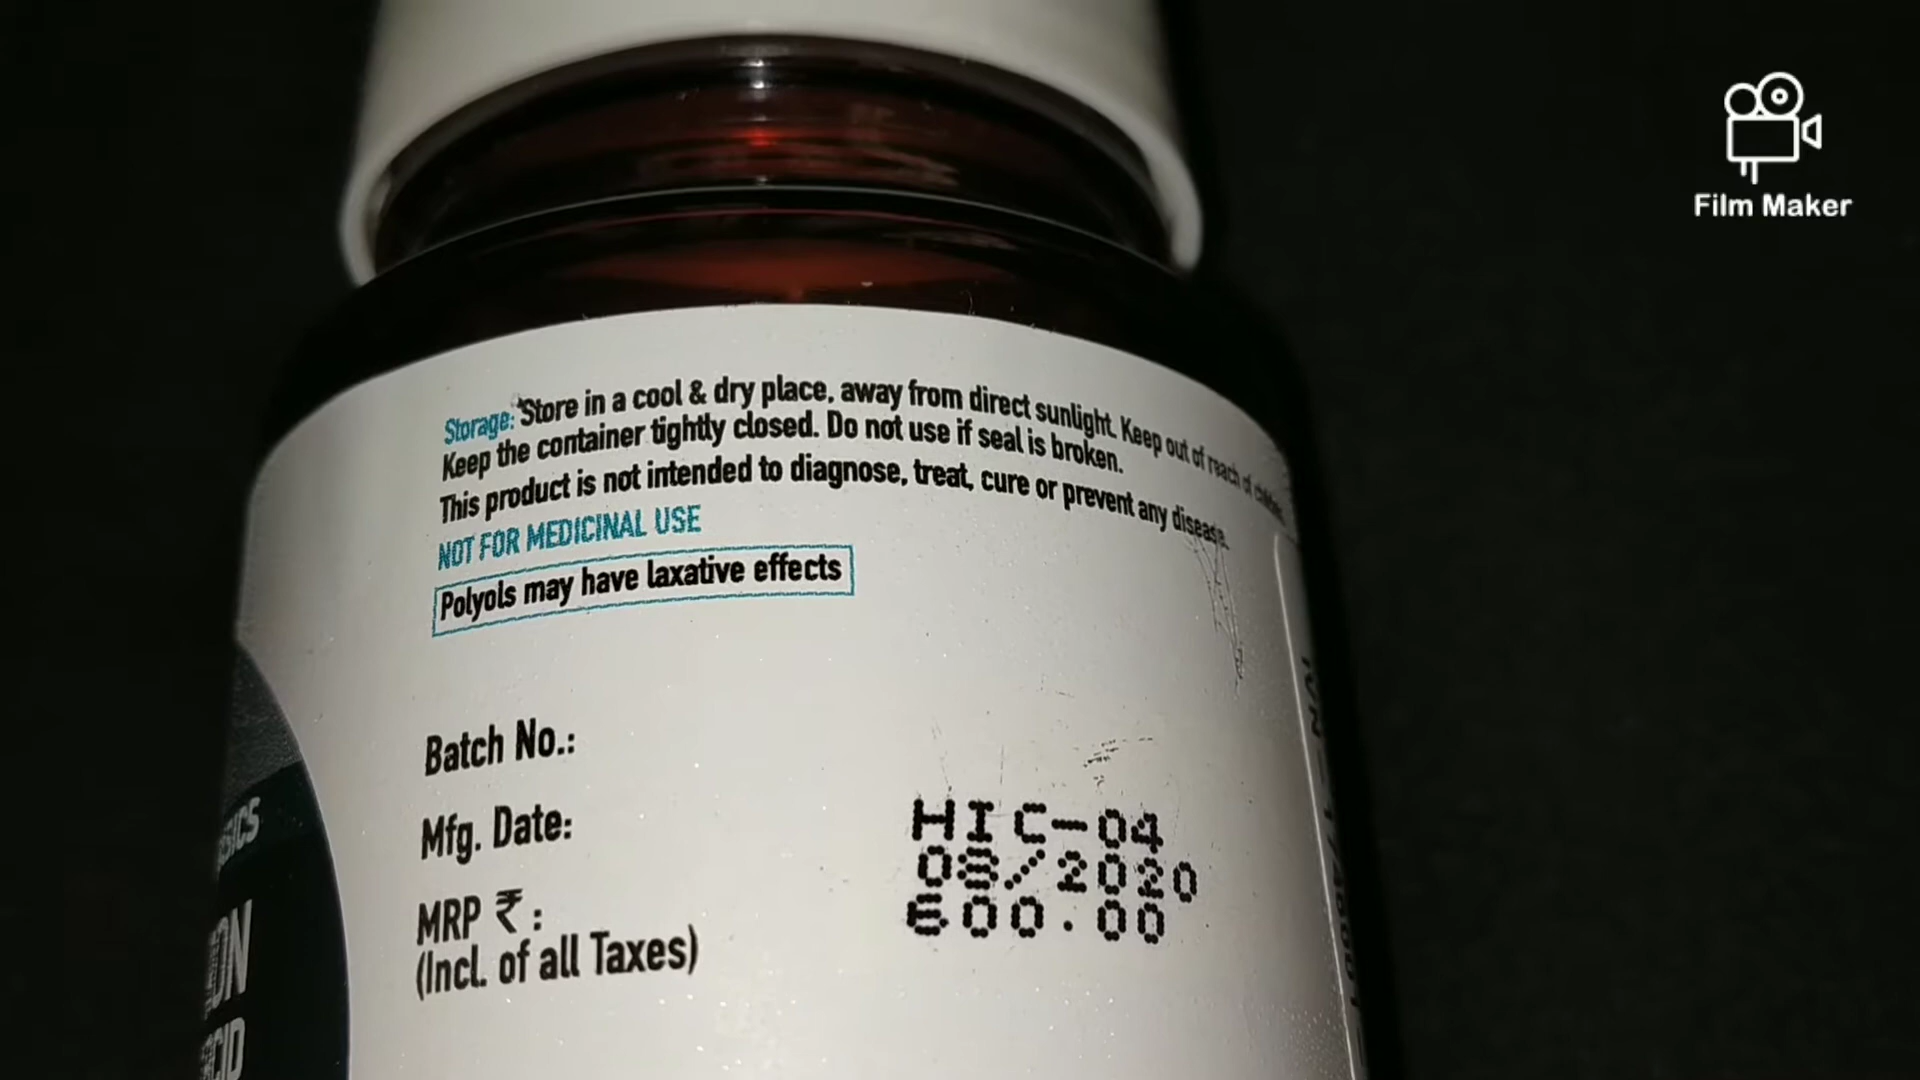 Film Maker
Storage: Store in a cool & dry place, away from direct sunlight. Keep out of reach of children.
Keep the container tightly closed. Do not use if seal is broken.
This product is not intended to diagnose, treat, cure or prevent any disease.
NOT FOR MEDICINAL USE
Polyols may have laxative effects
Batch No.:
Mfg. Date:
MRP ₹ :
(Incl. of all Taxes)
HIC-04
08/2020
600.00